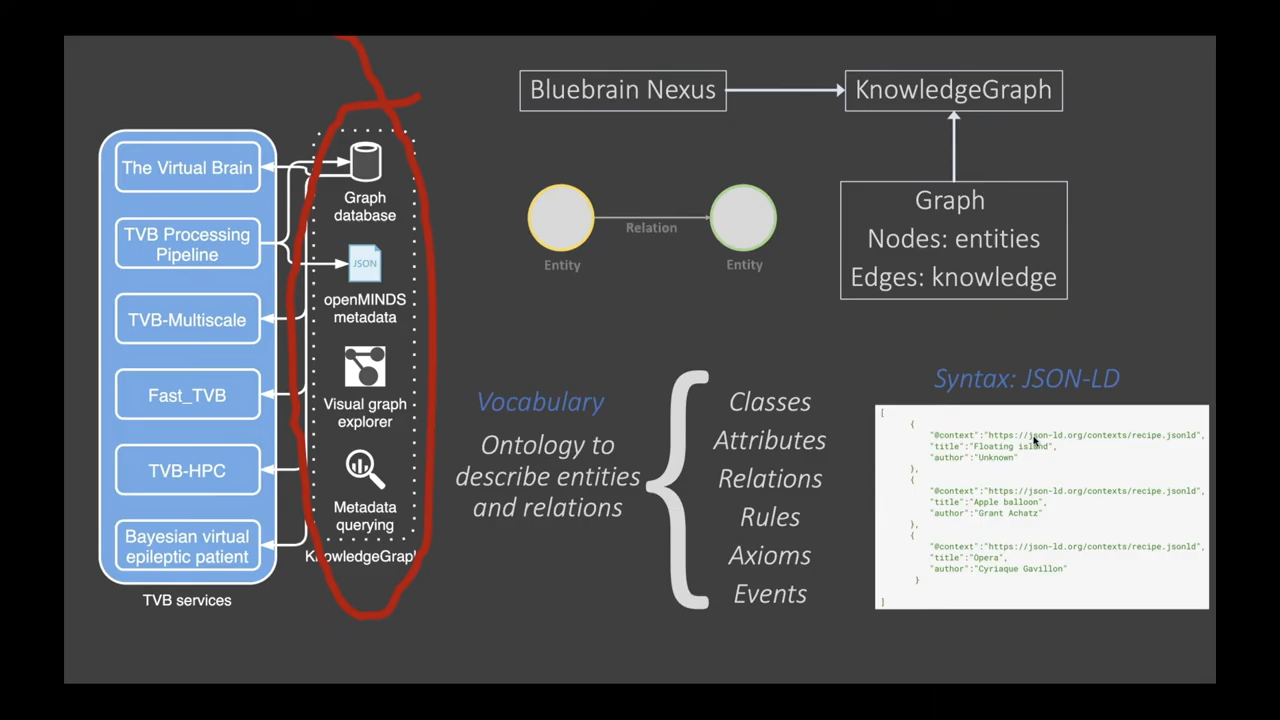 The Virtual Brain
TVB Processing
Pipeline
TVB-Multiscale
Fast_TVB
TVB-HPC
Bayesian virtual
epileptic patient
TVB services
Graph
database
JSON
openMINDS
metadata
Visual graph
explorer
Metadata
querying
KnowledgeGraph
Bluebrain Nexus
KnowledgeGraph
Entity
Relation
Entity
Graph
Nodes: entities
Edges: knowledge
Vocabulary
Ontology to
describe entities
and relations
{
Classes
Attributes
Relations
Rules
Axioms
Events
Syntax: JSON-LD
[
{
"@context":"https://json-ld.org/contexts/recipe.jsonld",
"title":"Floating island",
"author":"Unknown"
},
{
"@context":"https://json-ld.org/contexts/recipe.jsonld",
"title":"Apple balloon",
"author":"Grant Achatz"
},
{
"@context":"https://json-ld.org/contexts/recipe.jsonld",
"title":"Opera",
"author":"Cyriaque Gavillon"
}
]